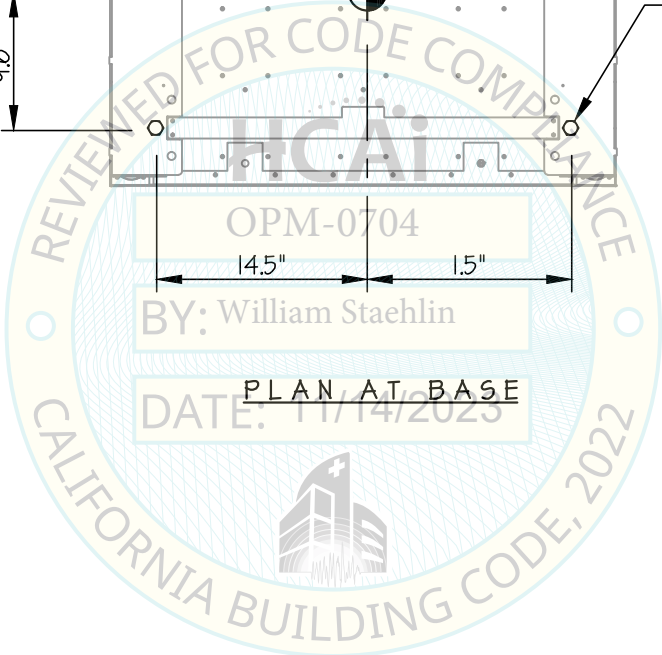 REVIEWED FOR CODE COMPLIANCE
HCAi
OPM-0704
14.5"
1.5"
BY: William Staehlin
PLAN AT BASE
DATE: 11/14/2023
CALIFORNIA BUILDING CODE, 2022